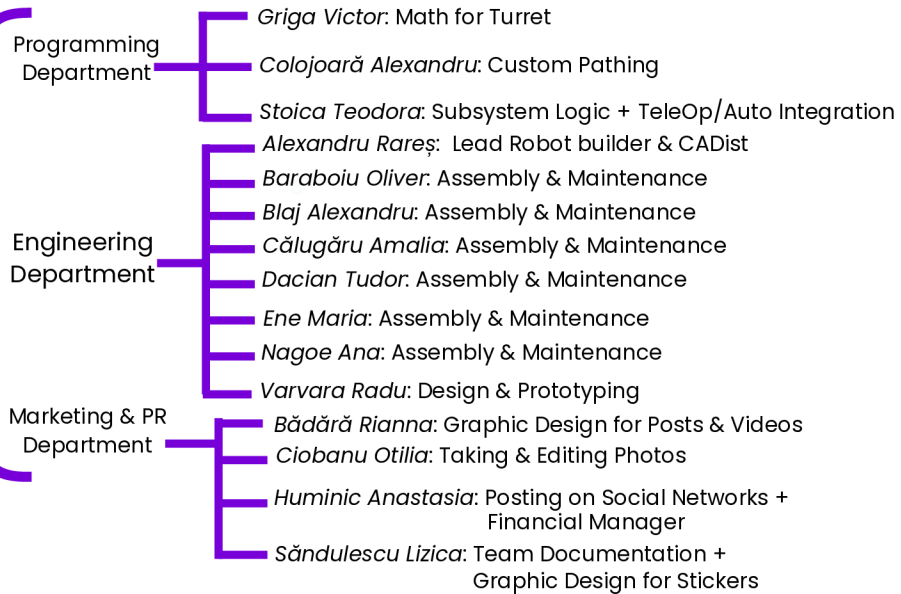 Programming
Department
Griga Victor: Math for Turret
Colojoară Alexandru: Custom Pathing
Stoica Teodora: Subsystem Logic + TeleOp/Auto Integration
Engineering
Department
Alexandru Rareș:  Lead Robot builder & CADist
Baraboiu Oliver: Assembly & Maintenance
Blaj Alexandru: Assembly & Maintenance
Călugăru Amalia: Assembly & Maintenance
Dacian Tudor: Assembly & Maintenance
Ene Maria: Assembly & Maintenance
Nagoe Ana: Assembly & Maintenance
Varvara Radu: Design & Prototyping
Marketing & PR
Department
Bădără Rianna: Graphic Design for Posts & Videos
Ciobanu Otilia: Taking & Editing Photos
Huminic Anastasia: Posting on Social Networks +
Financial Manager
Săndulescu Lizica: Team Documentation +
Graphic Design for Stickers